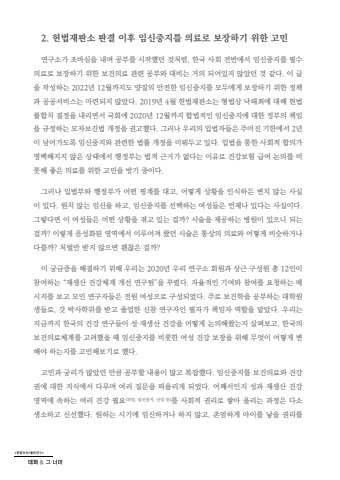 2. 헌법재판소 판결 이후 임신중지를 의료로 보장하기 위한 고민
연구소가 조바심을 내며 공부를 시작했던 것처럼, 한국 사회 전반에서 임신중지를 필수
의료로 보장하기 위한 보건의료 관련 공부와 대비는 거의 되어있지 않았던 것 같다. 이 글
을 작성하는 2022년 12월까지도 양질의 안전한 임신중지를 모두에게 보장하기 위한 정책
과 공공서비스는 마련되지 않았다. 2019년 4월 헌법재판소는 형법상 낙태죄에 대해 헌법
불합치 결정을 내리면서 국회에 2020년 12월까지 합법적인 임신중지에 대한 정부의 책임
을 규정하는 모자보건법 개정을 권고했다. 그러나 우리의 입법자들은 주어진 기한에서 2년
이 넘어가도록 임신중지와 관련한 법률 개정을 미뤄두고 있다. 입법을 통한 사회적 합의가
명백해지지 않은 상태에서 행정부는 법적 근거가 없다는 이유로 건강보험 급여 논의를 비
롯해 좋은 의료를 위한 고민을 방기 중이다.
그러나 입법부와 행정부가 어떤 핑계를 대고, 어떻게 상황을 인식하든 변치 않는 사실
이 있다. 원치 않는 임신을 하고, 임신중지를 선택하는 여성들은 언제나 있다는 사실이다.
그렇다면 이 여성들은 어떤 상황을 겪고 있는 걸까? 시술을 제공하는 병원이 있으니 되는
걸까? 이렇게 음성화된 영역에서 이루어져 왔던 시술은 통상의 의료와 어떻게 비슷하거나
다를까? 처벌만 받지 않으면 괜찮은 걸까?
이 궁금증을 해결하기 위해 우리는 2020년 우리 연구소 회원과 상근 구성원 총 12인이
참여하는 “재생산 건강체계 개선 연구팀”을 꾸렸다. 자율적인 기여와 참여를 요청하는 메
시지를 보고 모인 연구자들은 전원 여성으로 구성되었다. 주로 보건학을 공부하는 대학원
생들로, 갓 박사학위를 받고 졸업한 신참 연구자인 필자가 책임자 역할을 맡았다. 우리는
지금까지 한국의 건강 연구들이 성·재생산 건강을 어떻게 논의해왔는지 살펴보고, 한국의
보건의료체계를 고려했을 때 임신중지를 비롯한 여성 건강 보장을 위해 무엇이 어떻게 변
해야 하는지를 고민해보기로 했다.
고민과 궁리가 많았던 만큼 공부할 내용이 많고 복잡했다. 임신중지를 보건의료와 건강
권에 대한 지식에서 다루며 여러 질문을 떠올리게 되었다. 어째서인지 성과 재생산 건강
영역에 속하는 여러 건강 필요를 사회적 권리로 쌓아 올리는 과정은 다소
생소하고 신선했다. 원하는 시기에 임신하거나 하지 않고, 존엄하게 아이를 낳을 권리를
대화 & 그 너머